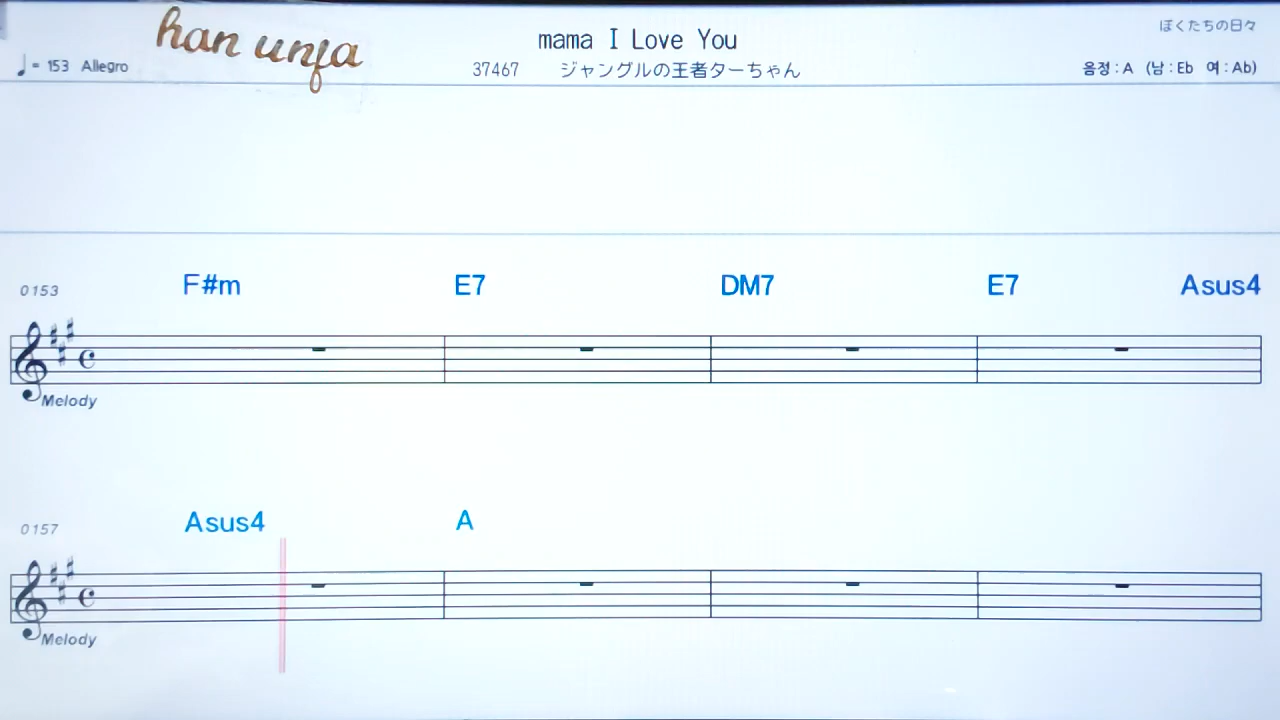 han unja
mama I Love You
ぼくたちの日々
♩= 153 Allegro
37467 ジャングルの王者ターちゃん
음정:A (남:Eb 여:Ab)
0153 F#m E7 DM7 E7 Asus4
Melody
0157 Asus4 A
Melody